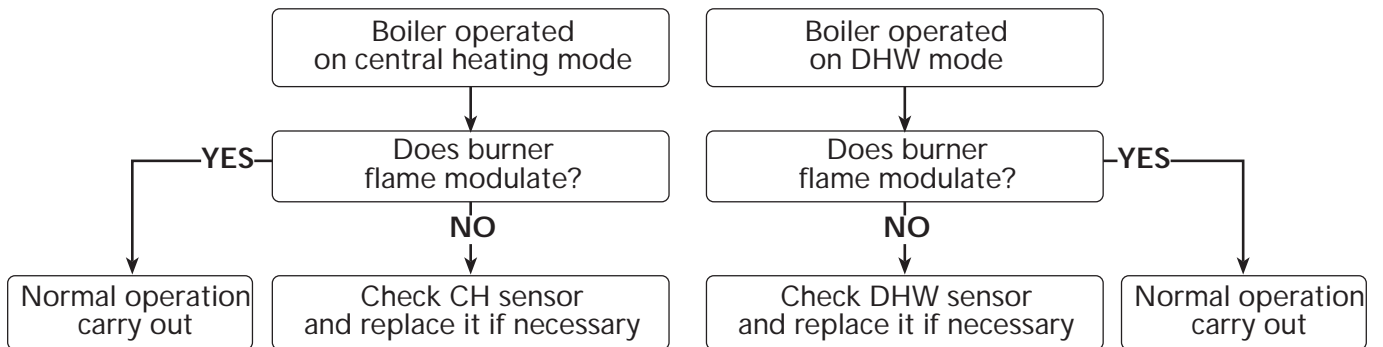 Boiler operated
on central heating mode
Boiler operated
on DHW mode
YES
Does burner
flame modulate?
Does burner
flame modulate?
YES
NO
NO
Normal operation
carry out
Check CH sensor
and replace it if necessary
Check DHW sensor
and replace it if necessary
Normal operation
carry out